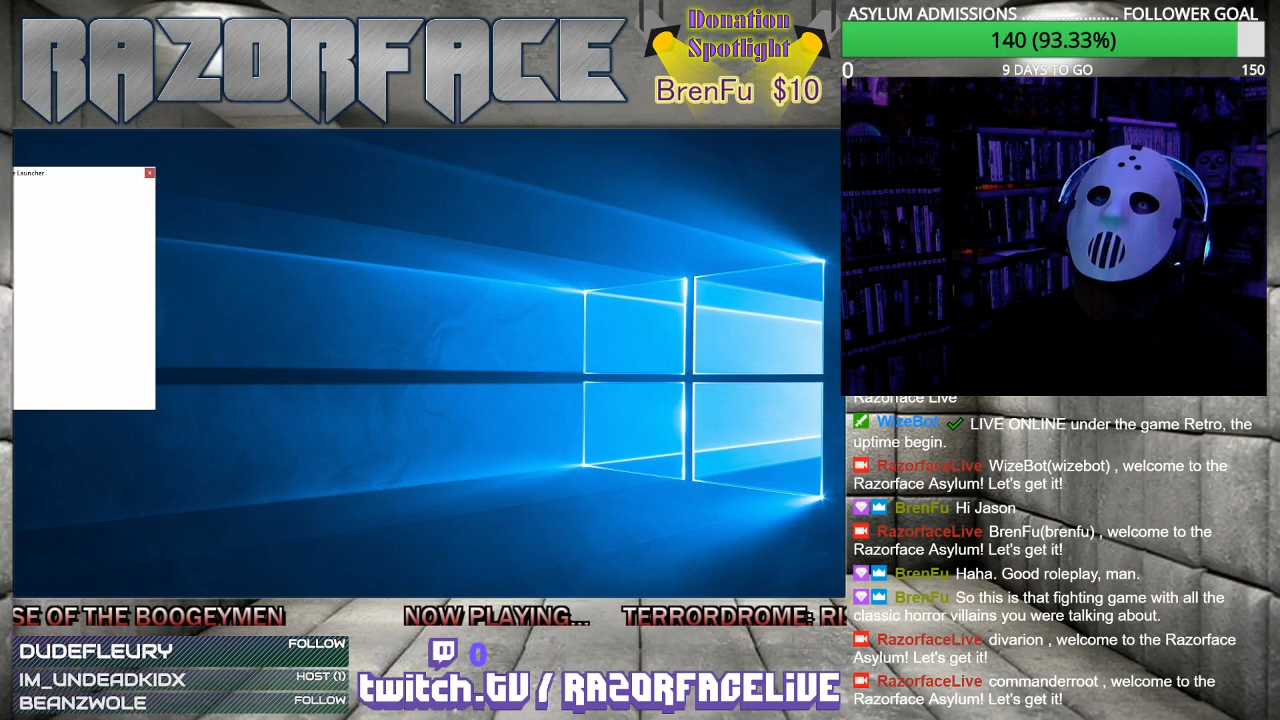 RAZORFACE
Donation
Spotlight
BrenFu $10
ASYLUM ADMISSIONS ...................... FOLLOWER GOAL
140 (93.33%)
0 9 DAYS TO GO 150
Launcher
Razorface Live
WizeBot LIVE ONLINE under the game Retro, the
uptime begin.
RazorfaceLive WizeBot(wizebot) , welcome to the
Razorface Asylum! Let's get it!
BrenFu Hi Jason
RazorfaceLive BrenFu(brenfu) , welcome to the
Razorface Asylum! Let's get it!
BrenFu Haha. Good roleplay, man.
BrenFu So this is that fighting game with all the
classic horror villains you were talking about.
RazorfaceLive divarion , welcome to the Razorface
Asylum! Let's get it!
RazorfaceLive commanderroot , welcome to the
Razorface Asylum! Let's get it!
SE OF THE BOOGEYMEN NOW PLAYING... TERRORDROME: RI
DUDEFLEURY FOLLOW
IM_UNDEADKIDX HOST (1)
BEANZWOLE FOLLOW
0
twitch.tv / RAZORFACELIVE